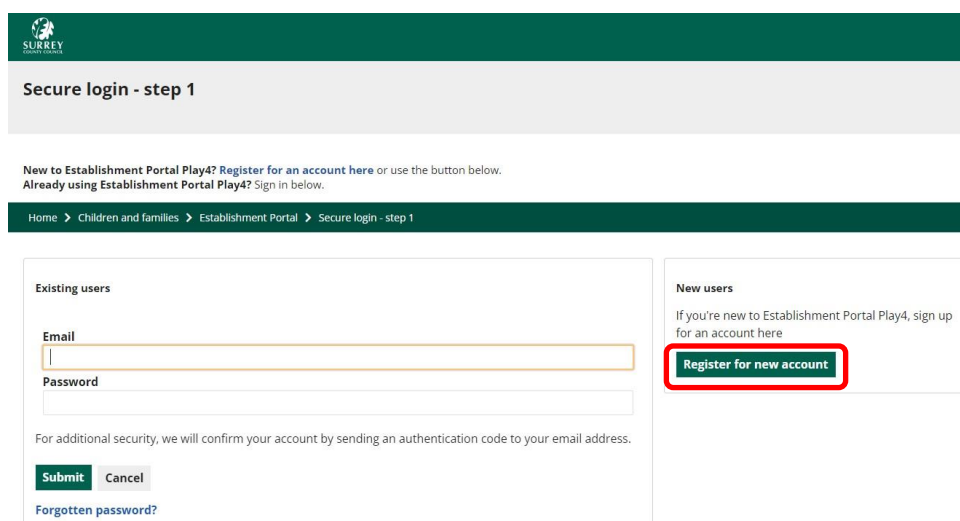 SURREY
COUNTY COUNCIL
Secure login - step 1
New to Establishment Portal Play4? Register for an account here or use the button below.
Already using Establishment Portal Play4? Sign in below.
Home > Children and families > Establishment Portal > Secure login - step 1
Existing users
Email
Password
For additional security, we will confirm your account by sending an authentication code to your email address.
Submit Cancel
Forgotten password?
New users
If you're new to Establishment Portal Play4, sign up
for an account here
Register for new account